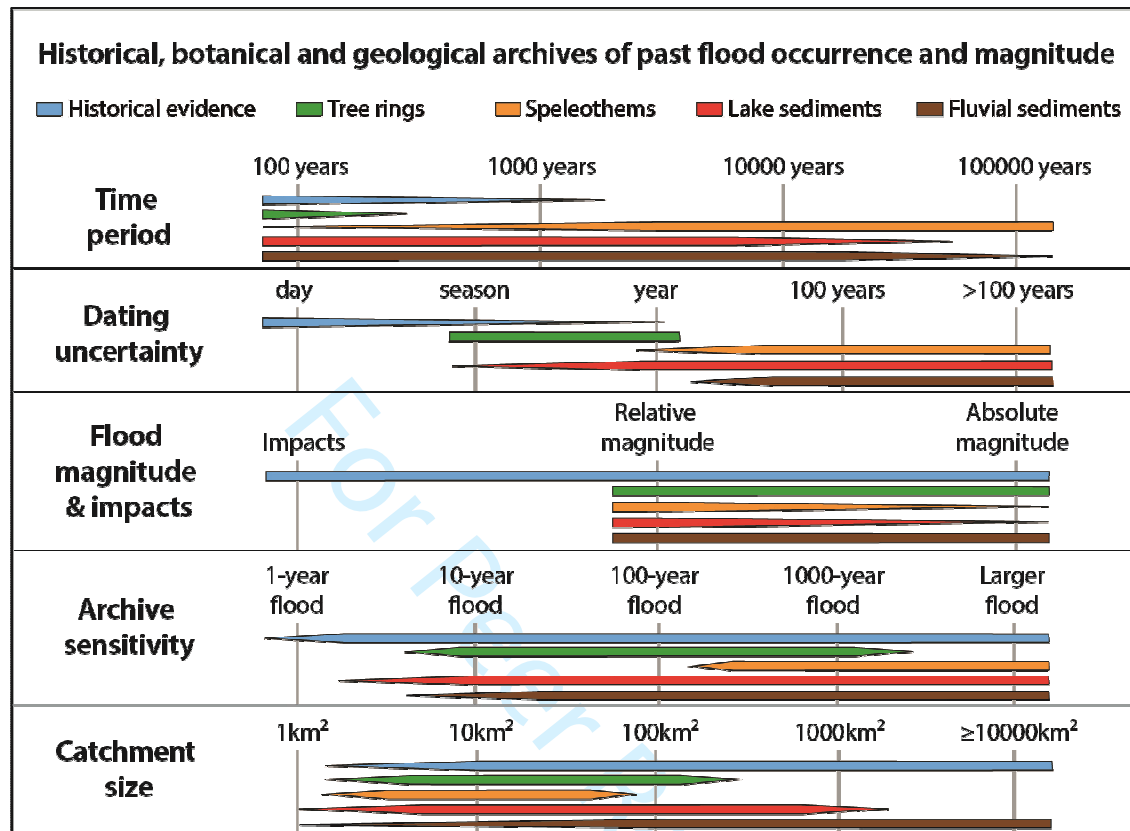 Historical, botanical and geological archives of past flood occurrence and magnitude
Historical evidence Tree rings Speleothems Lake sediments Fluvial sediments
100 years 1000 years 10000 years 100000 years
Time
period
day season year 100 years >100 years
Dating
uncertainty
Flood
magnitude
& impacts
Impacts
Relative
magnitude
Absolute
magnitude
Archive
sensitivity
1-year
flood
10-year
flood
100-year
flood
1000-year
flood
Larger
flood
Catchment
size
1km² 10km² 100km² 1000km² ≥10000km²
For Peer